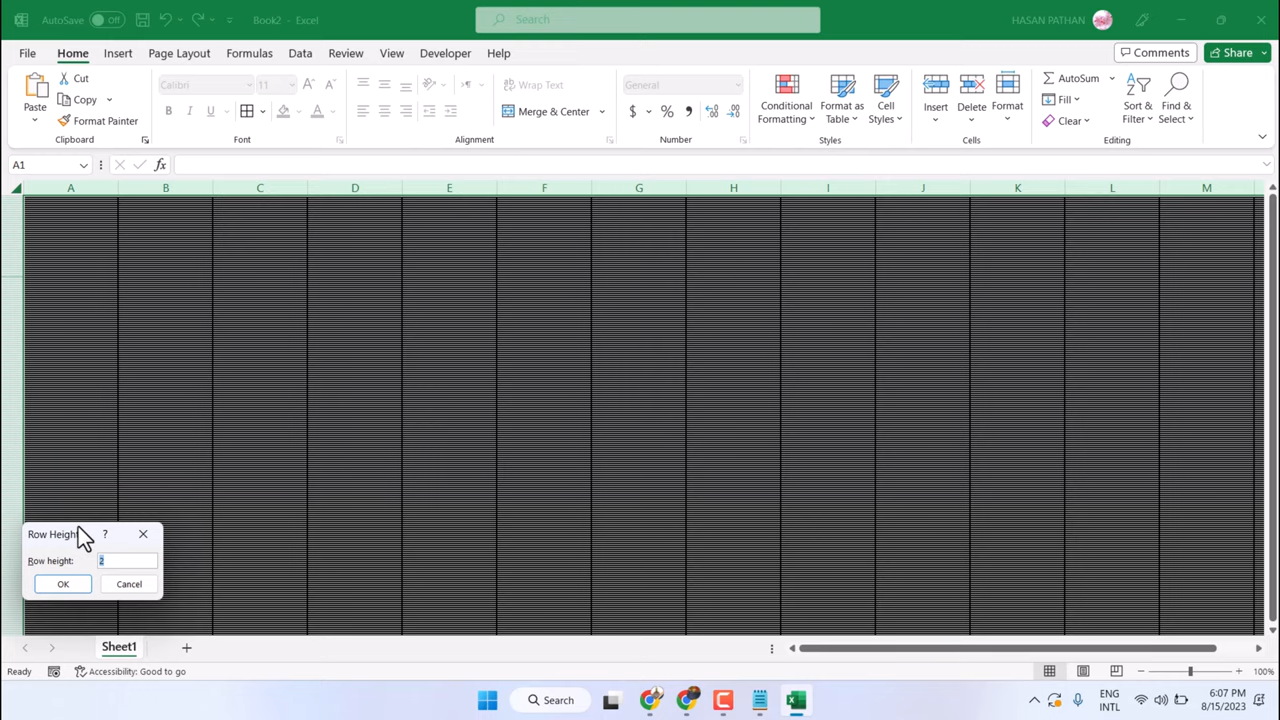 AutoSave Off Book2 - Excel Search HASAN PATHAN
File Home Insert Page Layout Formulas Data Review View Developer Help Comments Share
Paste Cut Copy Format Painter
Calibri 11
B I U A
Wrap Text
Merge & Center
General
$ % ,
Conditional Formatting
Format as Table
Cell Styles
Insert Delete Format
AutoSum
Fill
Clear
Sort & Filter
Find & Select
Clipboard Font Alignment Number Styles Cells Editing
A1 fx
A B C D E F G H I J K L M
Row Height ?
Row height: 2
OK Cancel
Sheet1
Ready Accessibility: Good to go 100%
Search ENG INTL 6:07 PM 8/15/2023